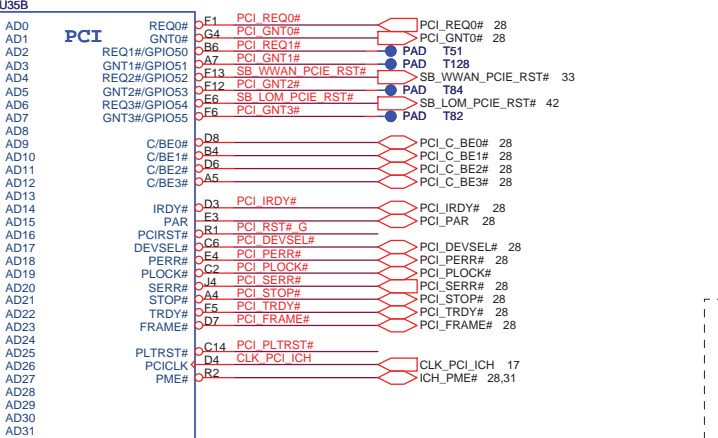 U35B
PCI
AD0 REQ0# F1 PCI_REQ0# PCI_REQ0# 28
AD1 GNT0# G4 PCI_GNT0# PCI_GNT0# 28
AD2 REQ1#/GPIO50 B6 PCI_REQ1# PAD T51
AD3 GNT1#/GPIO51 A7 PCI_GNT1# PAD T128
AD4 REQ2#/GPIO52 F13 SB_WWAN_PCIE_RST# SB_WWAN_PCIE_RST# 33
AD5 GNT2#/GPIO53 F12 PCI_GNT2# PAD T84
AD6 REQ3#/GPIO54 E6 SB_LOM_PCIE_RST# SB_LOM_PCIE_RST# 42
AD7 GNT3#/GPIO55 F6 PCI_GNT3# PAD T82
AD8
AD9 C/BE0# D8 PCI_C_BE0# 28
AD10 C/BE1# B4 PCI_C_BE1# 28
AD11 C/BE2# D6 PCI_C_BE2# 28
AD12 C/BE3# A5 PCI_C_BE3# 28
AD13
AD14 IRDY# D3 PCI_IRDY# PCI_IRDY# 28
AD15 PAR E3 PCI_PAR 28
AD16 PCIRST# R1 PCI_RST#_G
AD17 DEVSEL# C6 PCI_DEVSEL# PCI_DEVSEL# 28
AD18 PERR# E4 PCI_PERR# PCI_PERR# 28
AD19 PLOCK# C2 PCI_PLOCK# PCI_PLOCK#
AD20 SERR# J4 PCI_SERR# PCI_SERR# 28
AD21 STOP# A4 PCI_STOP# PCI_STOP# 28
AD22 TRDY# F5 PCI_TRDY# PCI_TRDY# 28
AD23 FRAME# D7 PCI_FRAME# PCI_FRAME# 28
AD24
AD25 PLTRST# C14 PCI_PLTRST#
AD26 PCICLK D4 CLK_PCI_ICH CLK_PCI_ICH 17
AD27 PME# R2 ICH_PME# 28,31
AD28
AD29
AD30
AD31